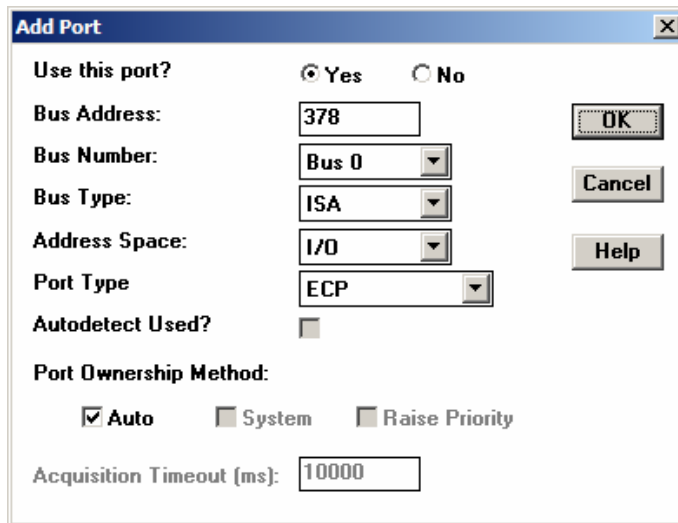 Add Port
Use this port? Yes No
Bus Address: 378 OK
Bus Number: Bus 0
Bus Type: ISA Cancel
Address Space: I/O Help
Port Type ECP
Autodetect Used?
Port Ownership Method:
Auto System Raise Priority
Acquisition Timeout (ms): 10000